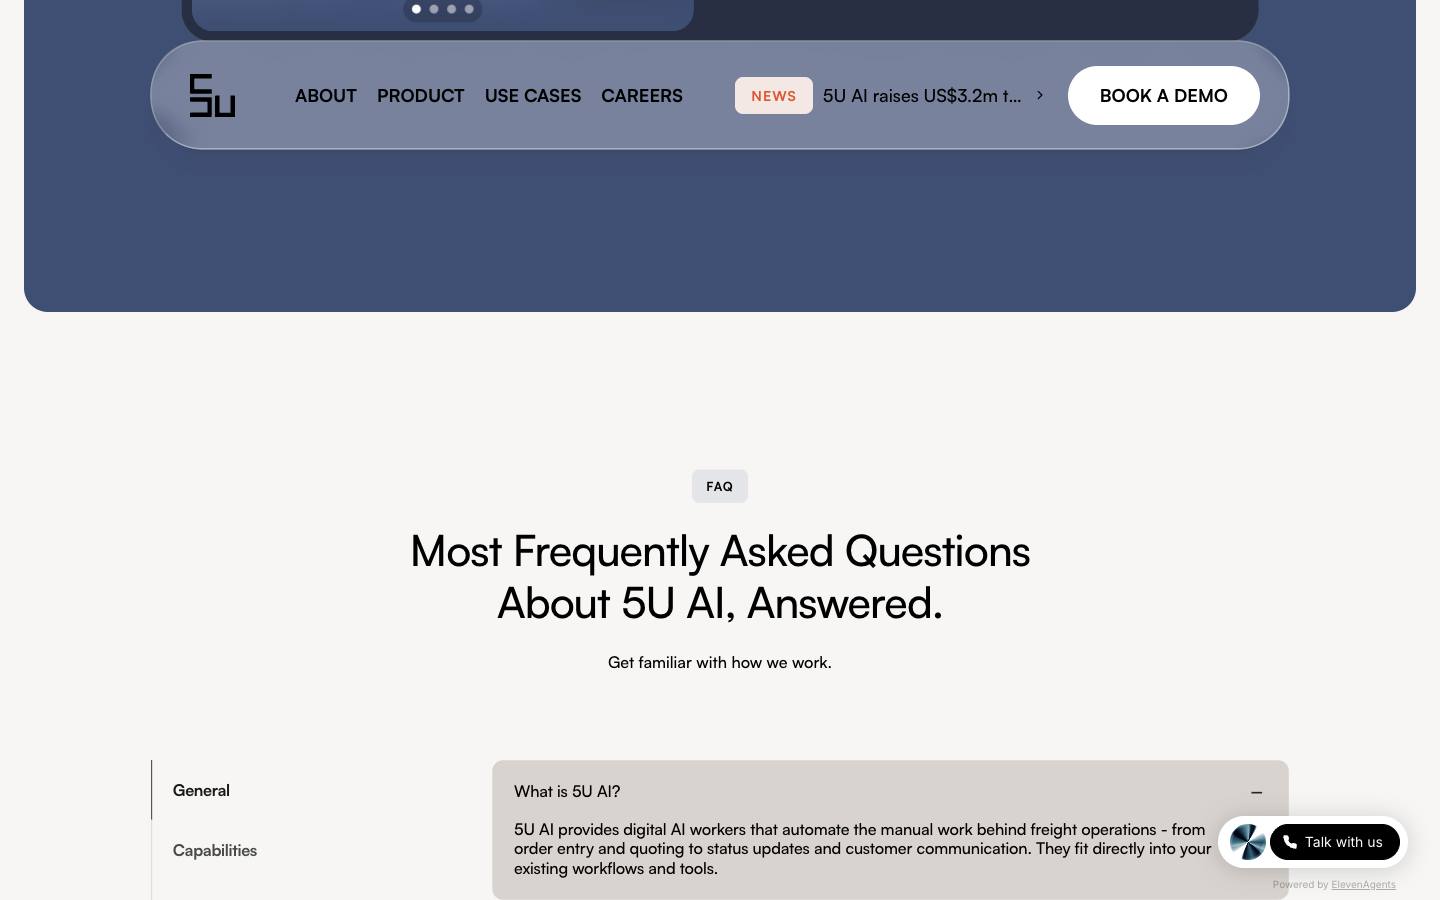 5u
ABOUT PRODUCT USE CASES CAREERS NEWS 5U AI raises US$3.2m t... BOOK A DEMO
FAQ
Most Frequently Asked Questions
About 5U AI, Answered.
Get familiar with how we work.
General
Capabilities
What is 5U AI?
5U AI provides digital AI workers that automate the manual work behind freight operations - from
order entry and quoting to status updates and customer communication. They fit directly into your
existing workflows and tools.
Talk with us
Powered by ElevenAgents